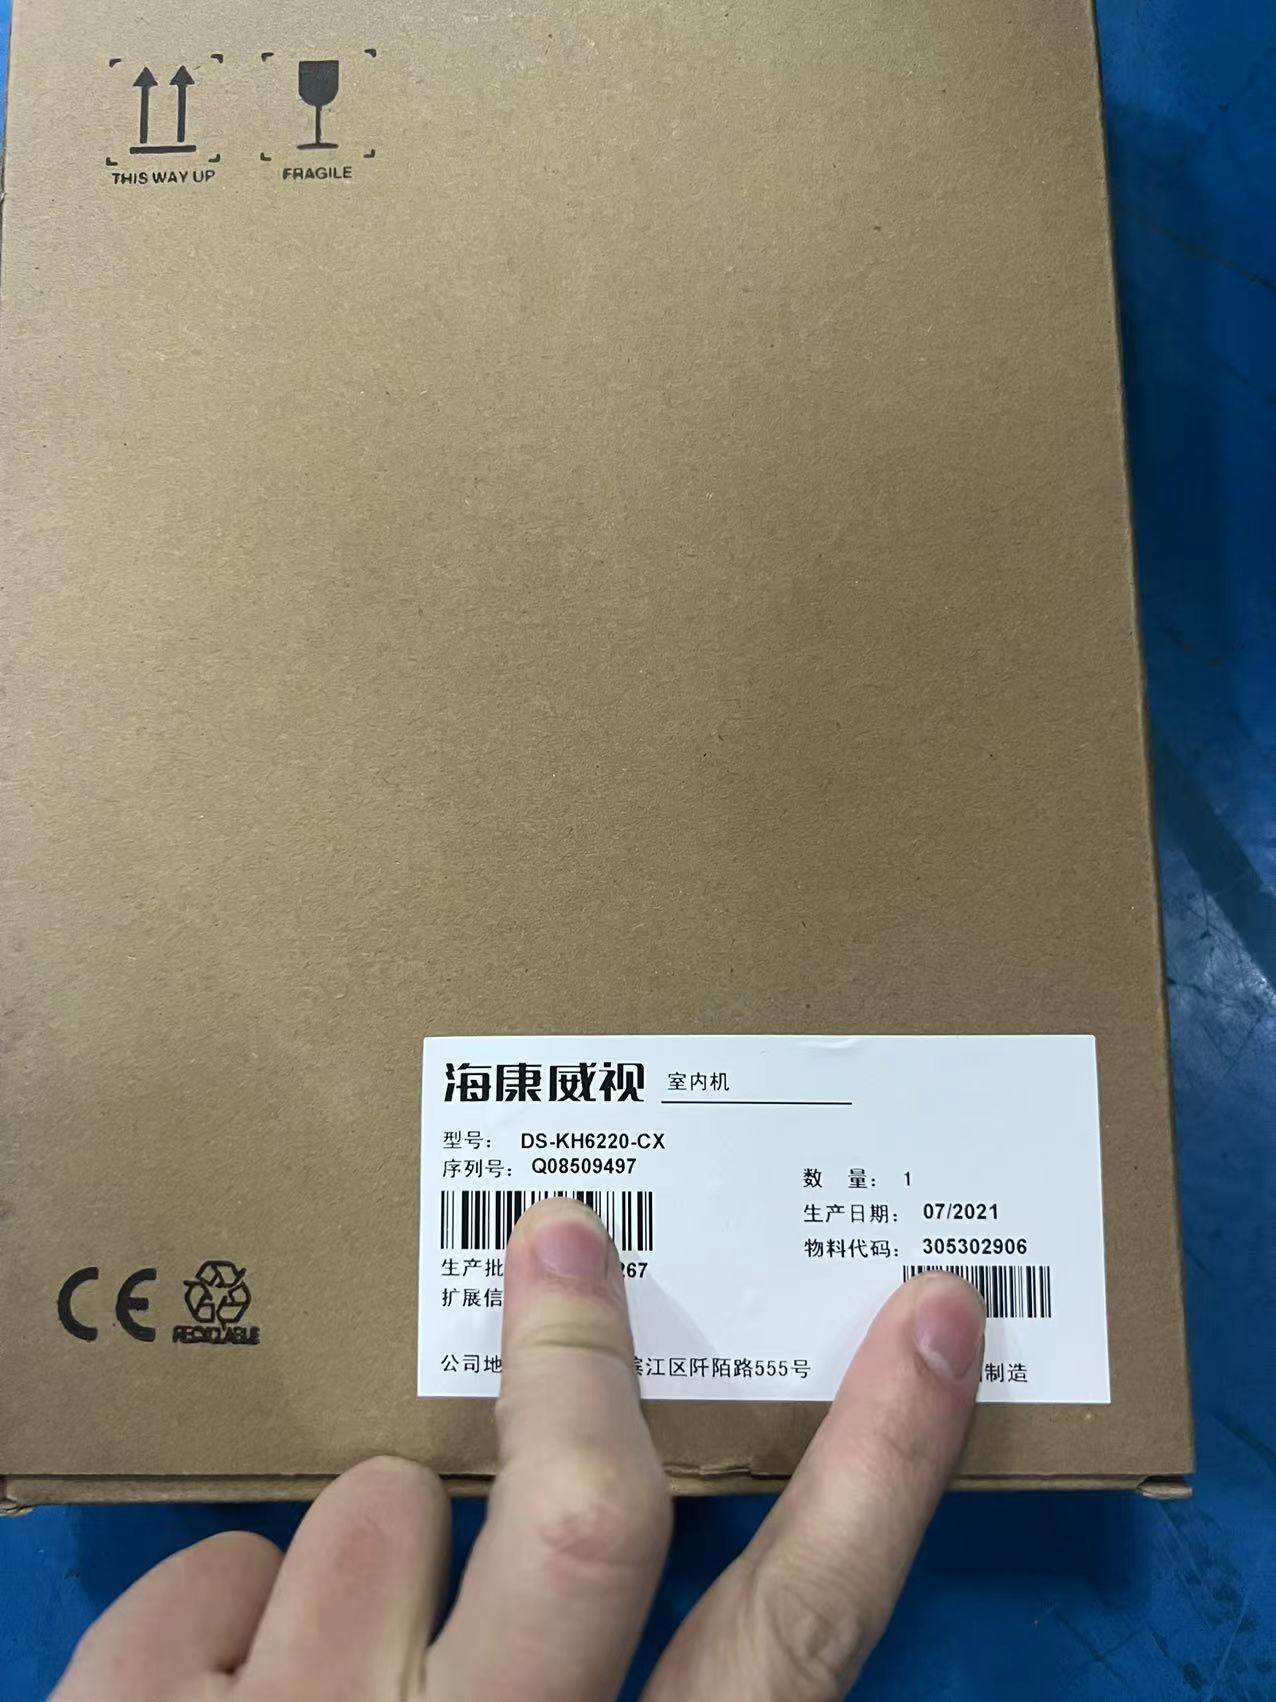 THIS WAY UP
FRAGILE
海康威视 室内机
型号： DS-KH6220-CX
序列号： Q08509497
数 量： 1
生产日期： 07/2021
物料代码： 305302906
生产批 267
扩展信
公司地 滨江区阡陌路555号
制造
CE
RECYCLABLE